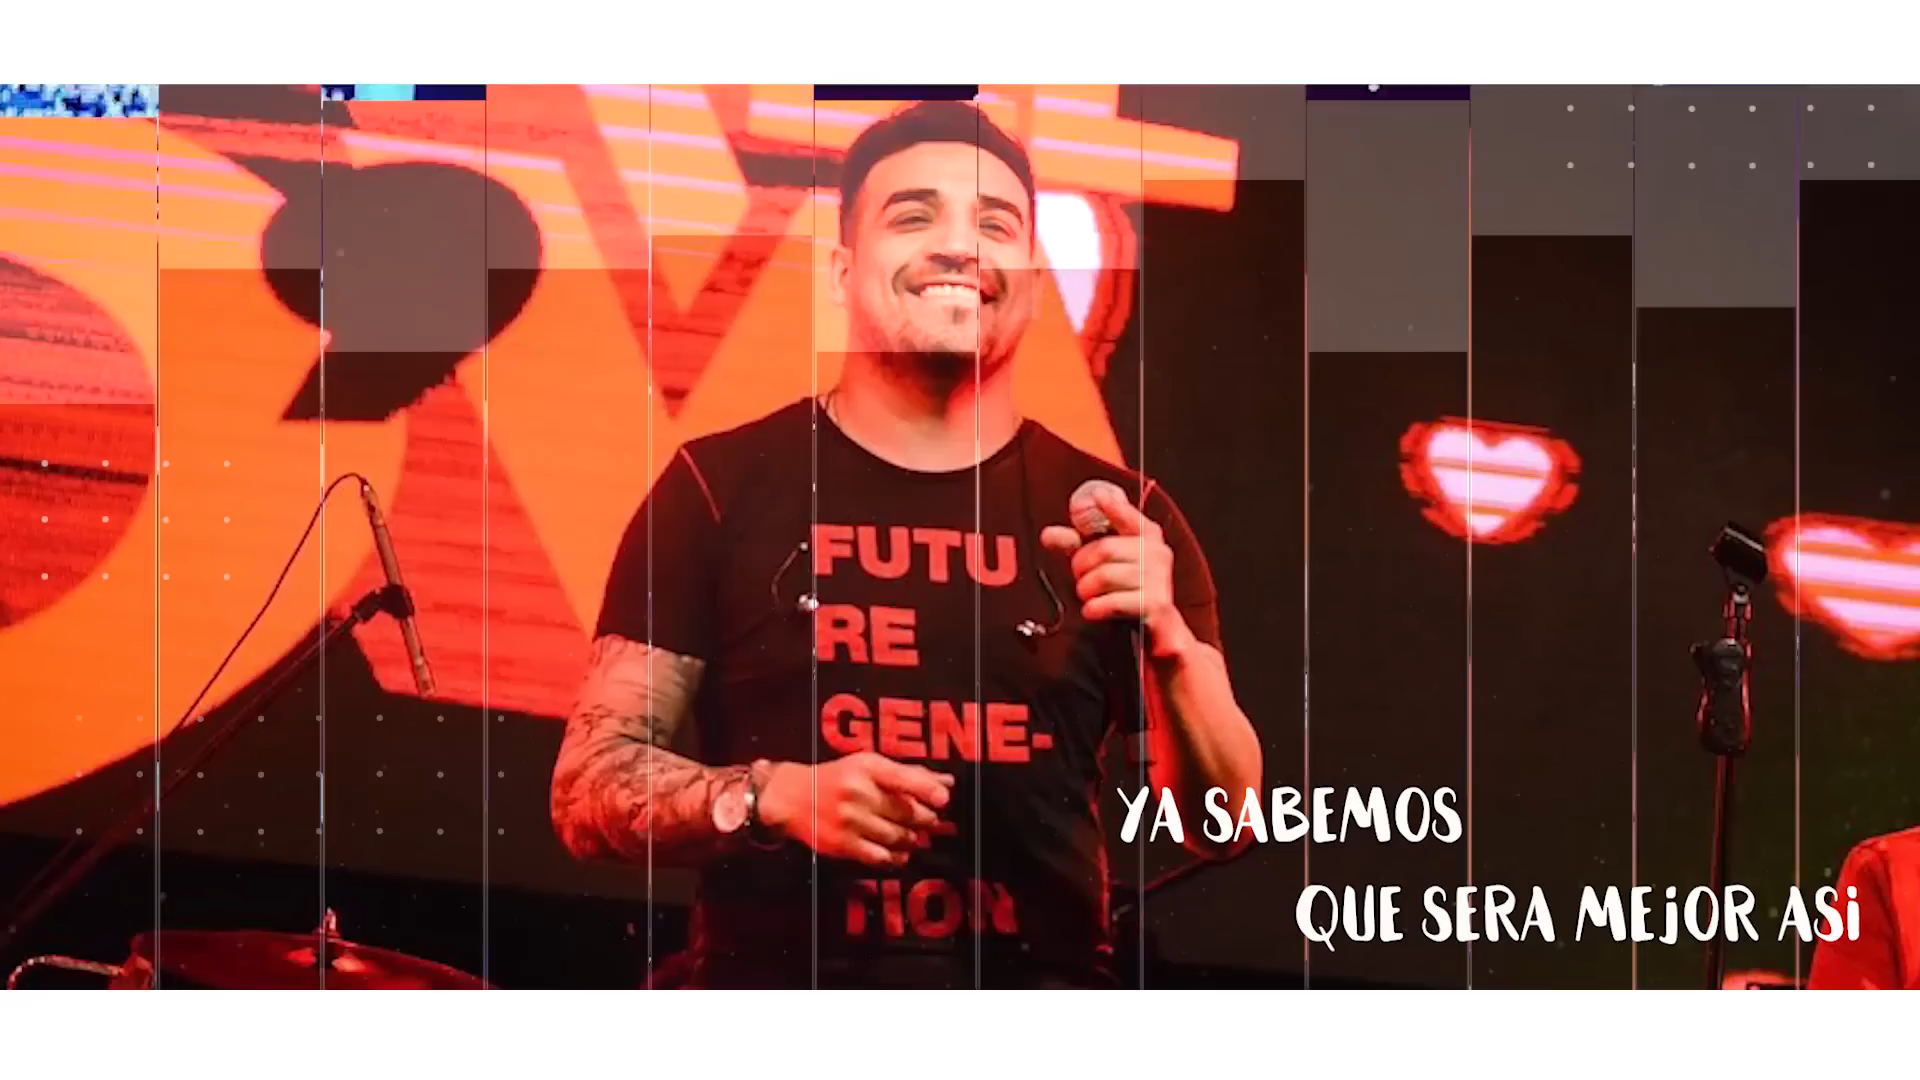 FUTU
RE
GENE-
TION
YA SABEMOS
QUE SERA MEJOR ASI